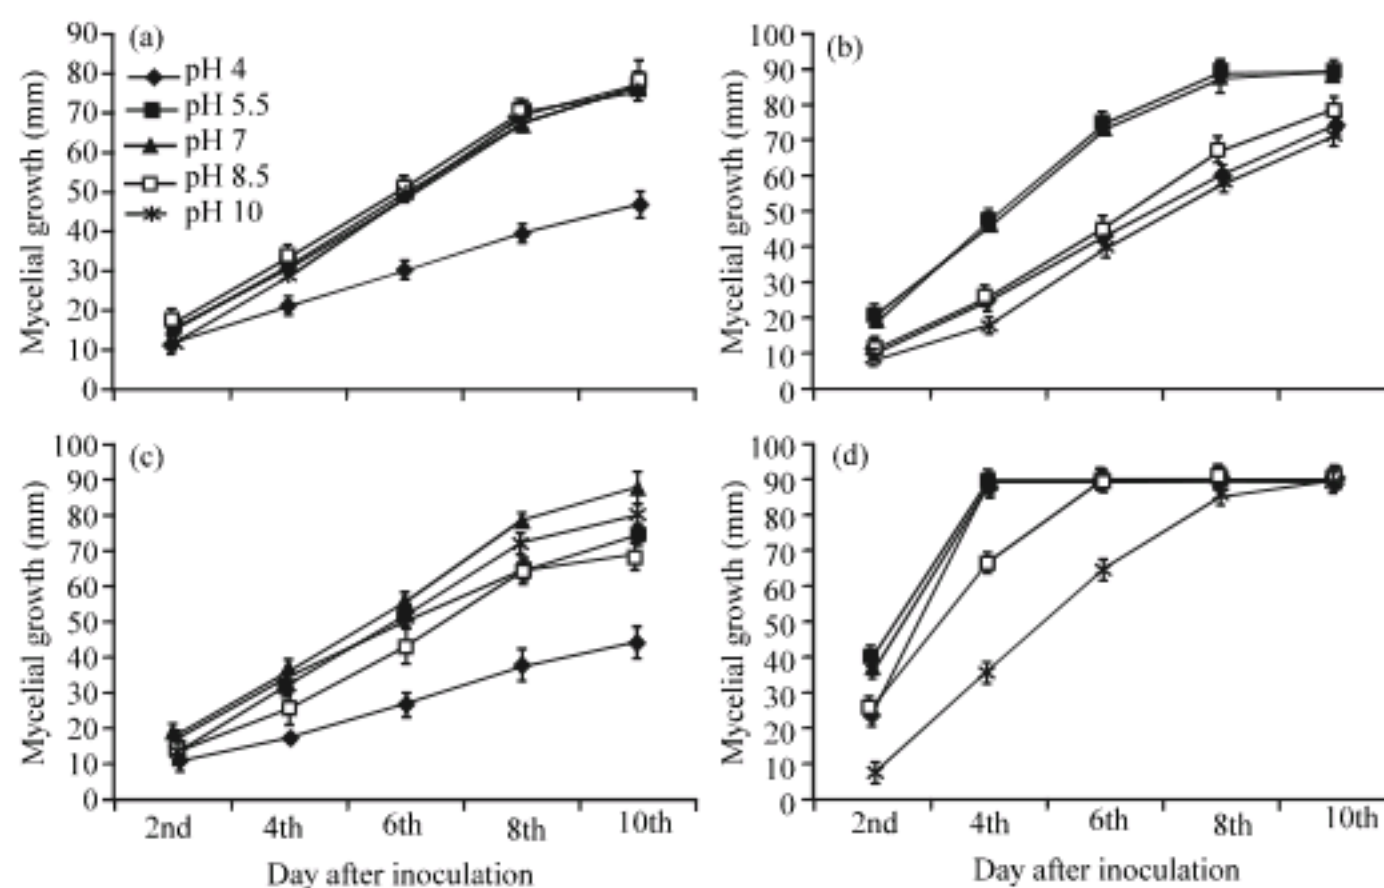 (a)
90
80
70
60
50
40
30
20
10
0
Mycelial growth (mm)
pH 4
pH 5.5
pH 7
pH 8.5
pH 10
(b)
100
90
80
70
60
50
40
30
20
10
0
Mycelial growth (mm)
(c)
100
90
80
70
60
50
40
30
20
10
0
Mycelial growth (mm)
2nd 4th 6th 8th 10th
Day after inoculation
(d)
100
90
80
70
60
50
40
30
20
10
0
Mycelial growth (mm)
2nd 4th 6th 8th 10th
Day after inoculation